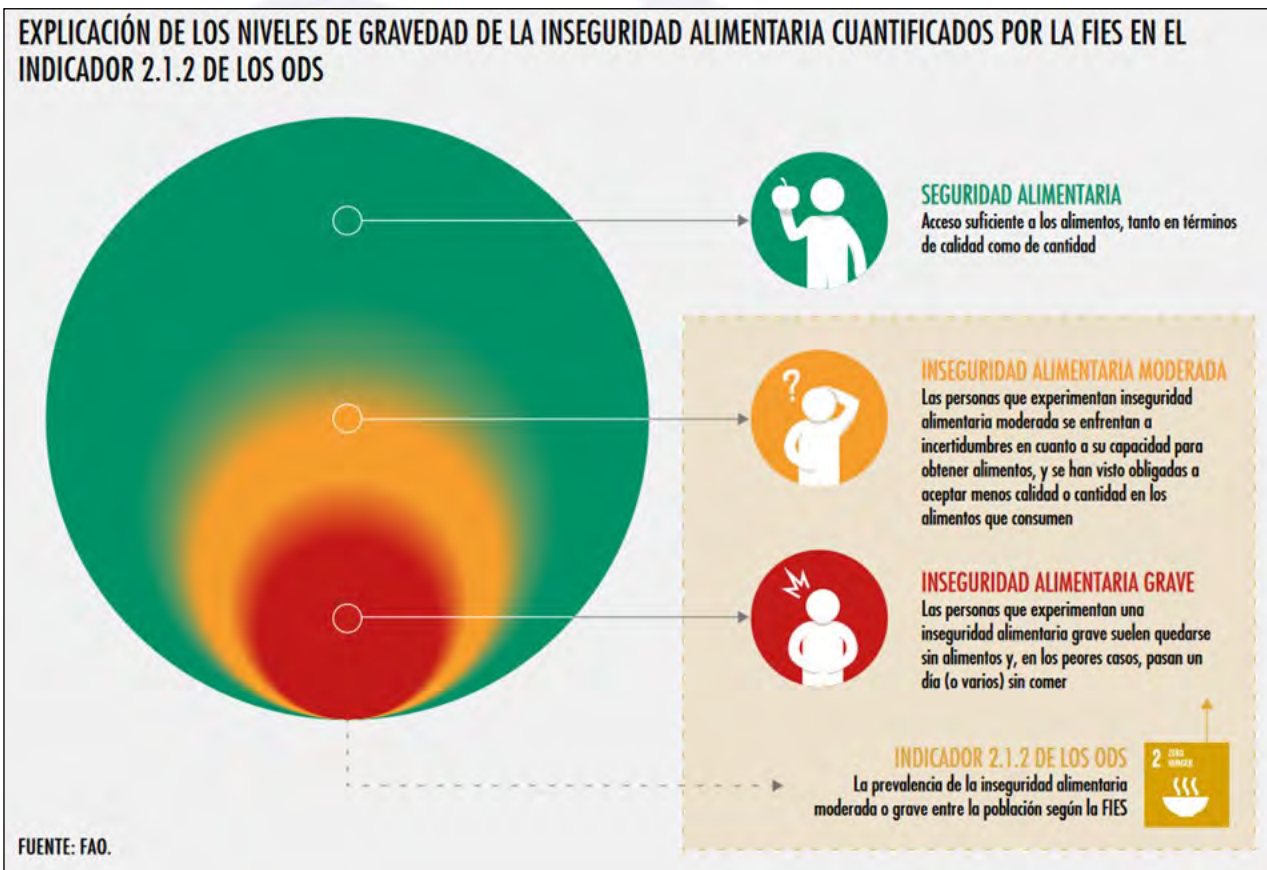 EXPLICACIÓN DE LOS NIVELES DE GRAVEDAD DE LA INSEGURIDAD ALIMENTARIA CUANTIFICADOS POR LA FIES EN EL
INDICADOR 2.1.2 DE LOS ODS
SEGURIDAD ALIMENTARIA
Acceso suficiente a los alimentos, tanto en términos
de calidad como de cantidad
?
INSEGURIDAD ALIMENTARIA MODERADA
Las personas que experimentan inseguridad
alimentaria moderada se enfrentan a
incertidumbres en cuanto a su capacidad para
obtener alimentos, y se han visto obligadas a
aceptar menos calidad o cantidad en los
alimentos que consumen
INSEGURIDAD ALIMENTARIA GRAVE
Las personas que experimentan una
inseguridad alimentaria grave suelen quedarse
sin alimentos y, en los peores casos, pasan un
día (o varios) sin comer
INDICADOR 2.1.2 DE LOS ODS
La prevalencia de la inseguridad alimentaria
moderada o grave entre la población según la FIES
2 ZERO
HUNGER
FUENTE: FAO.